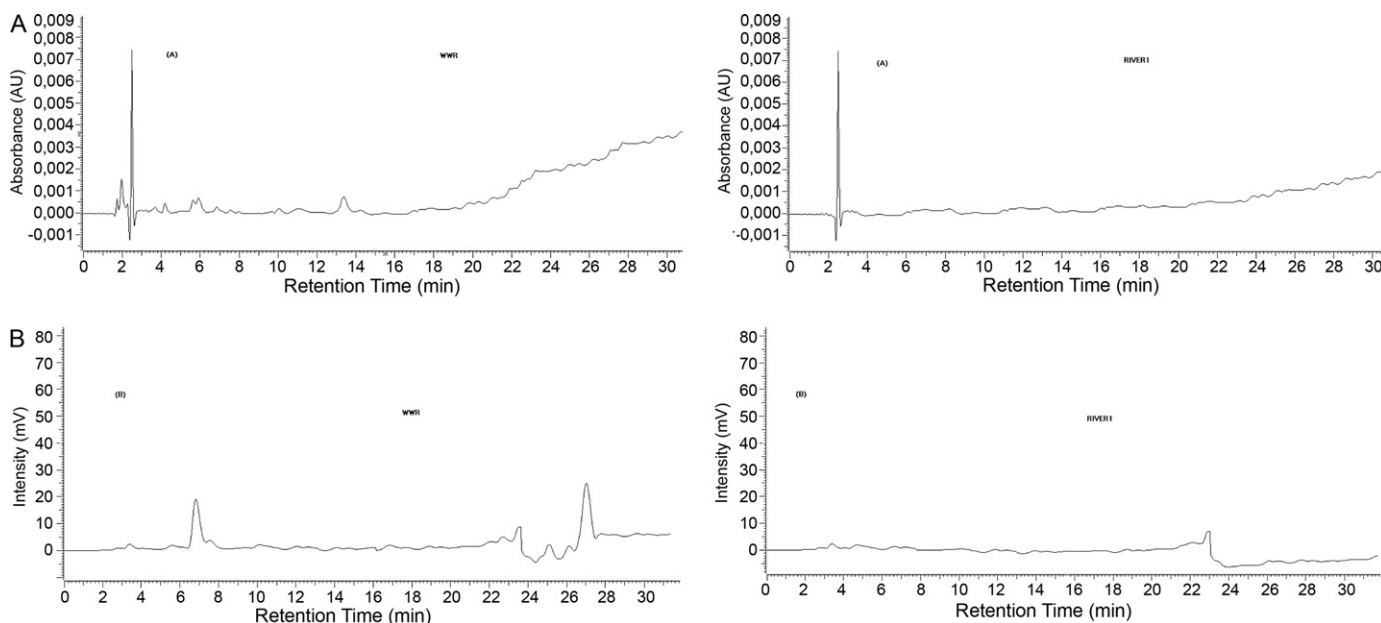 A
Absorbance (AU)
0,009
0,008
0,007
0,006
0,005
0,004
0,003
0,002
0,001
0,000
-0,001
(A)
WWR
0 2 4 6 8 10 12 14 16 18 20 22 24 26 28 30
Retention Time (min)
Absorbance (AU)
0,009
0,008
0,007
0,006
0,005
0,004
0,003
0,002
0,001
0,000
-0,001
(A)
RIVER1
0 2 4 6 8 10 12 14 16 18 20 22 24 26 28 30
Retention Time (min)
B
Intensity (mV)
80
70
60
50
40
30
20
10
0
(B)
WWR
0 2 4 6 8 10 12 14 16 18 20 22 24 26 28 30
Retention Time (min)
Intensity (mV)
80
70
60
50
40
30
20
10
0
(B)
RIVER1
0 2 4 6 8 10 12 14 16 18 20 22 24 26 28 30
Retention Time (min)